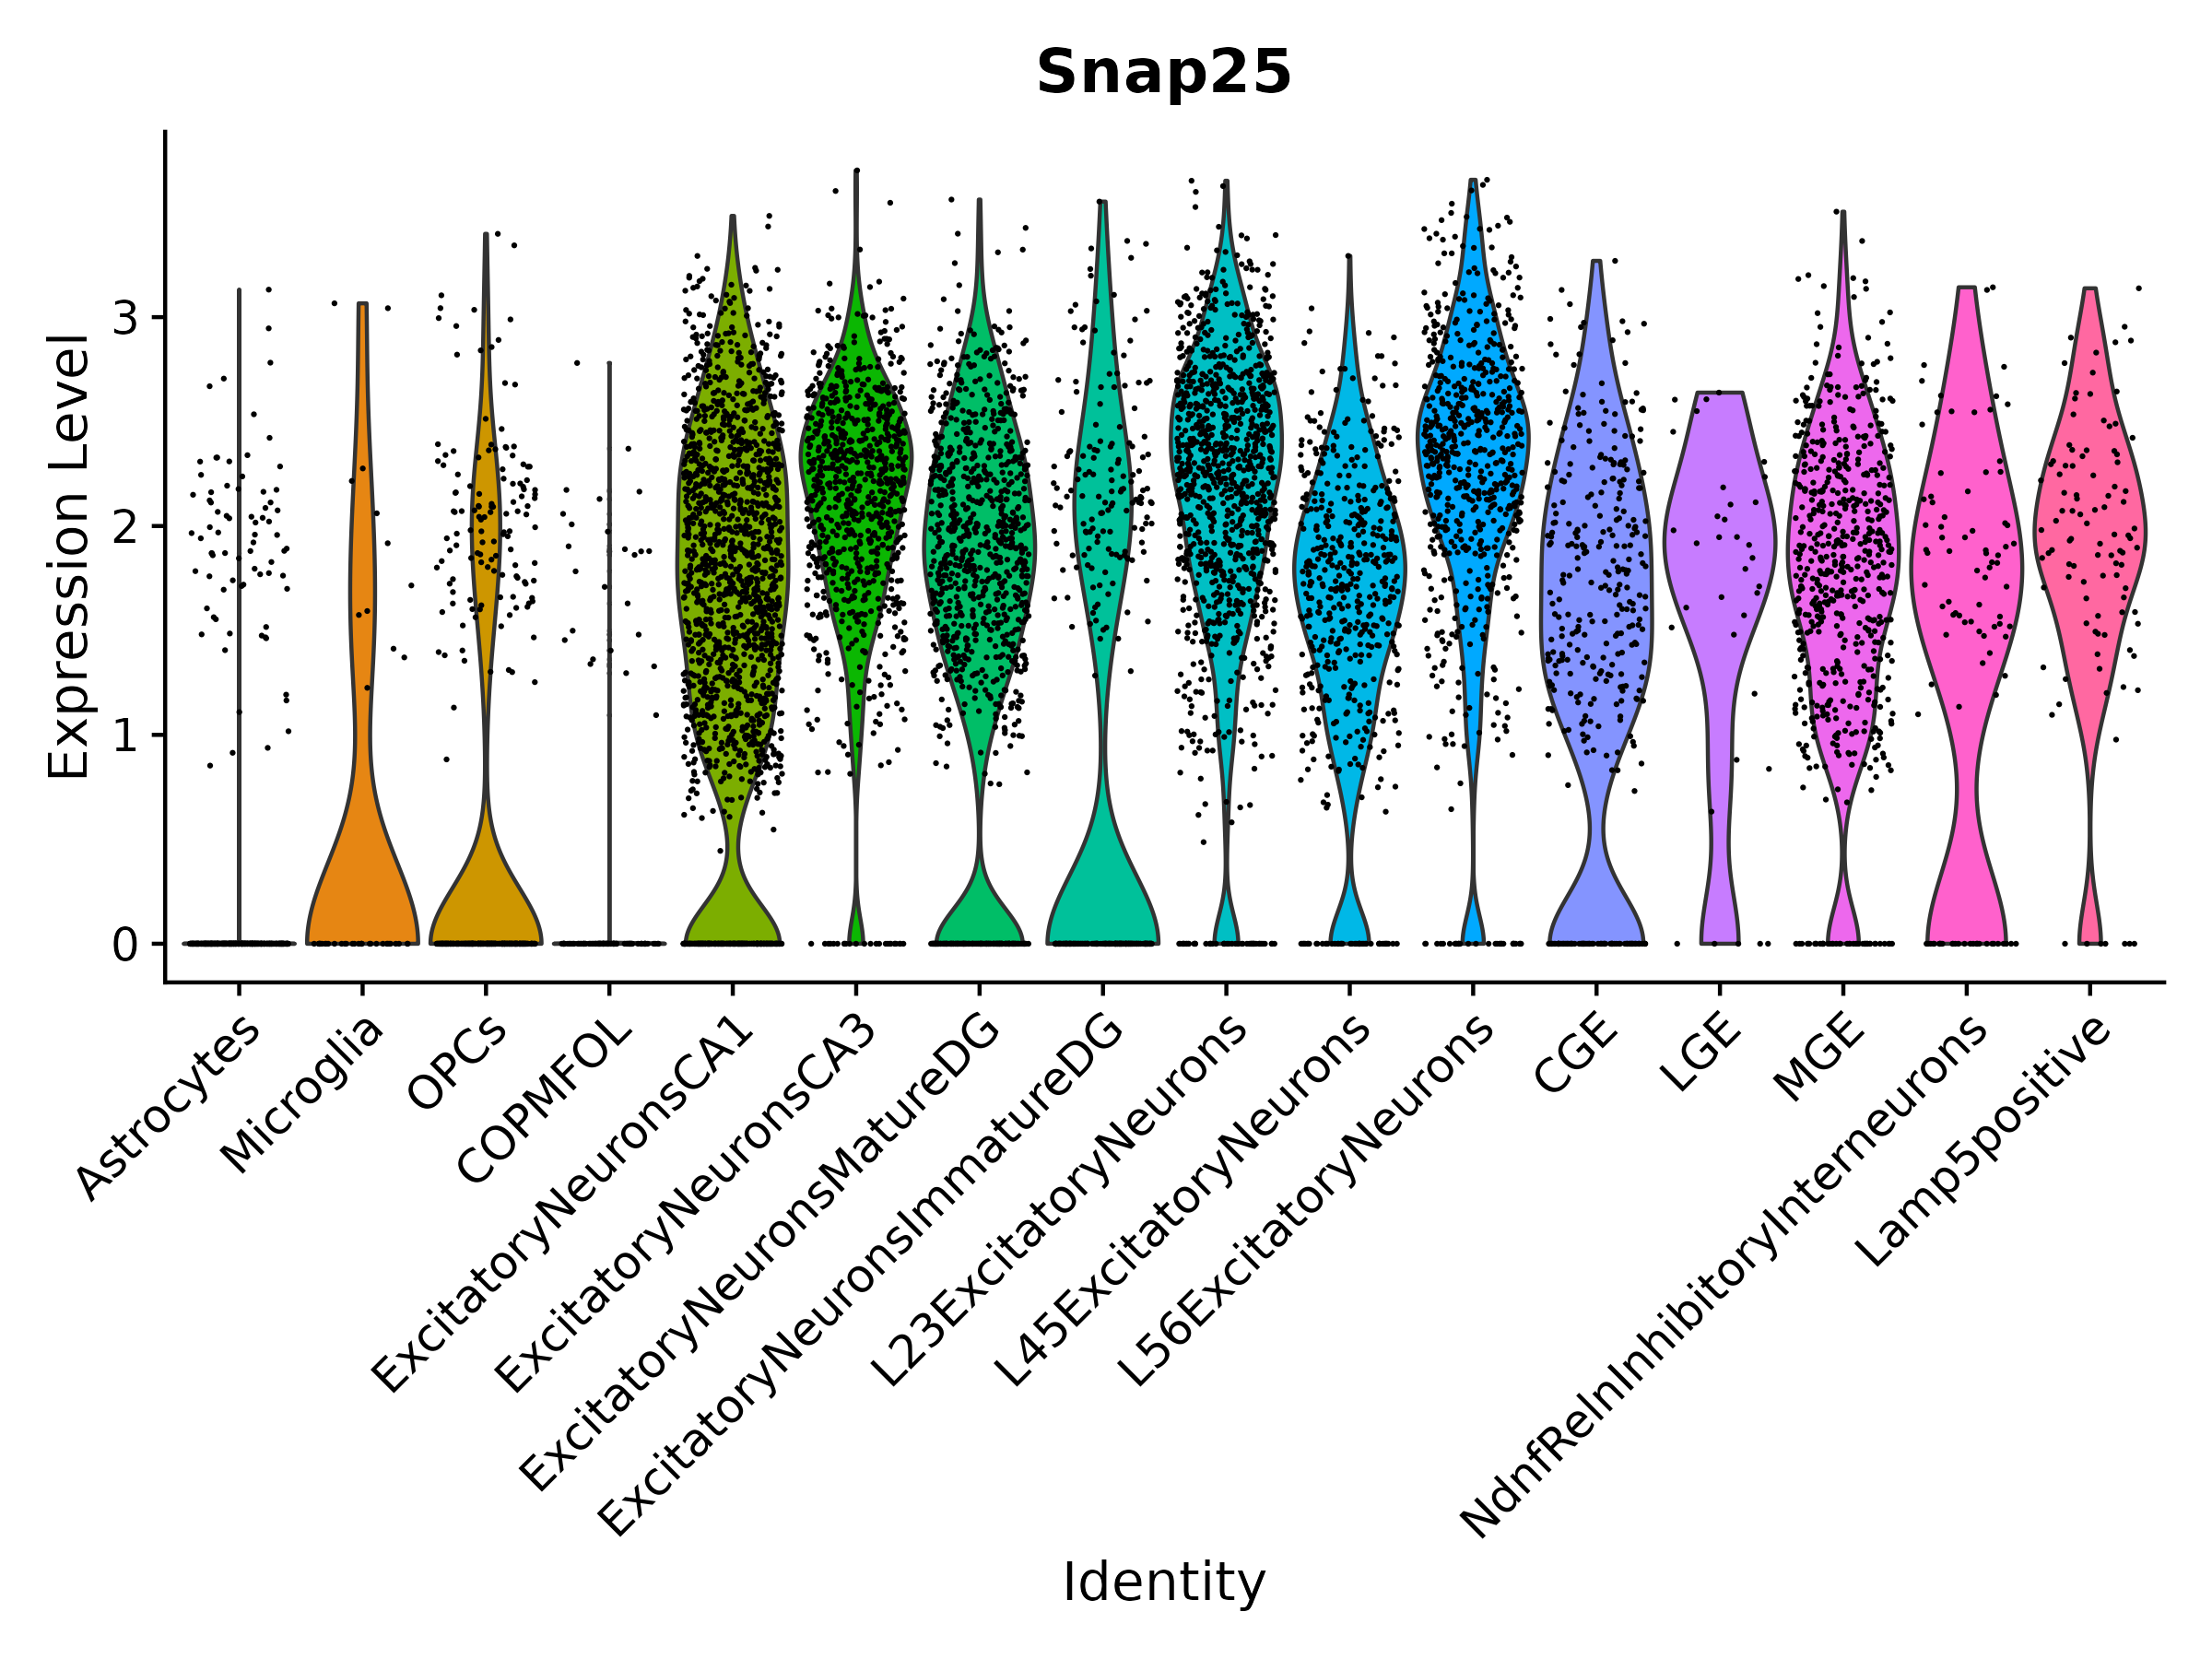 Snap25
Expression Level
3
2
1
0
Astrocytes
Microglia
OPCs
COPMFOL
ExcitatoryNeuronsCA1
ExcitatoryNeuronsCA3
ExcitatoryNeuronsMatureDG
ExcitatoryNeuronsImmatureDG
L23ExcitatoryNeurons
L45ExcitatoryNeurons
L56ExcitatoryNeurons
CGE
LGE
MGE
NdnfRelnInhibitoryInterneurons
Lamp5positive
Identity